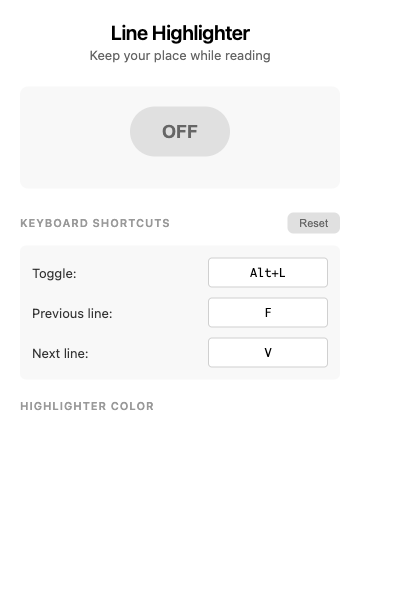 Line Highlighter
Keep your place while reading
OFF
KEYBOARD SHORTCUTS
Reset
Toggle:
Alt+L
Previous line:
F
Next line:
V
HIGHLIGHTER COLOR